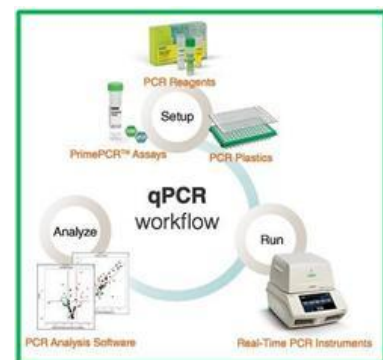 PCR Reagents
Setup
PrimePCR™ Assays
PCR Plastics
qPCR
workflow
Analyze
Run
PCR Analysis Software
Real-Time PCR Instruments